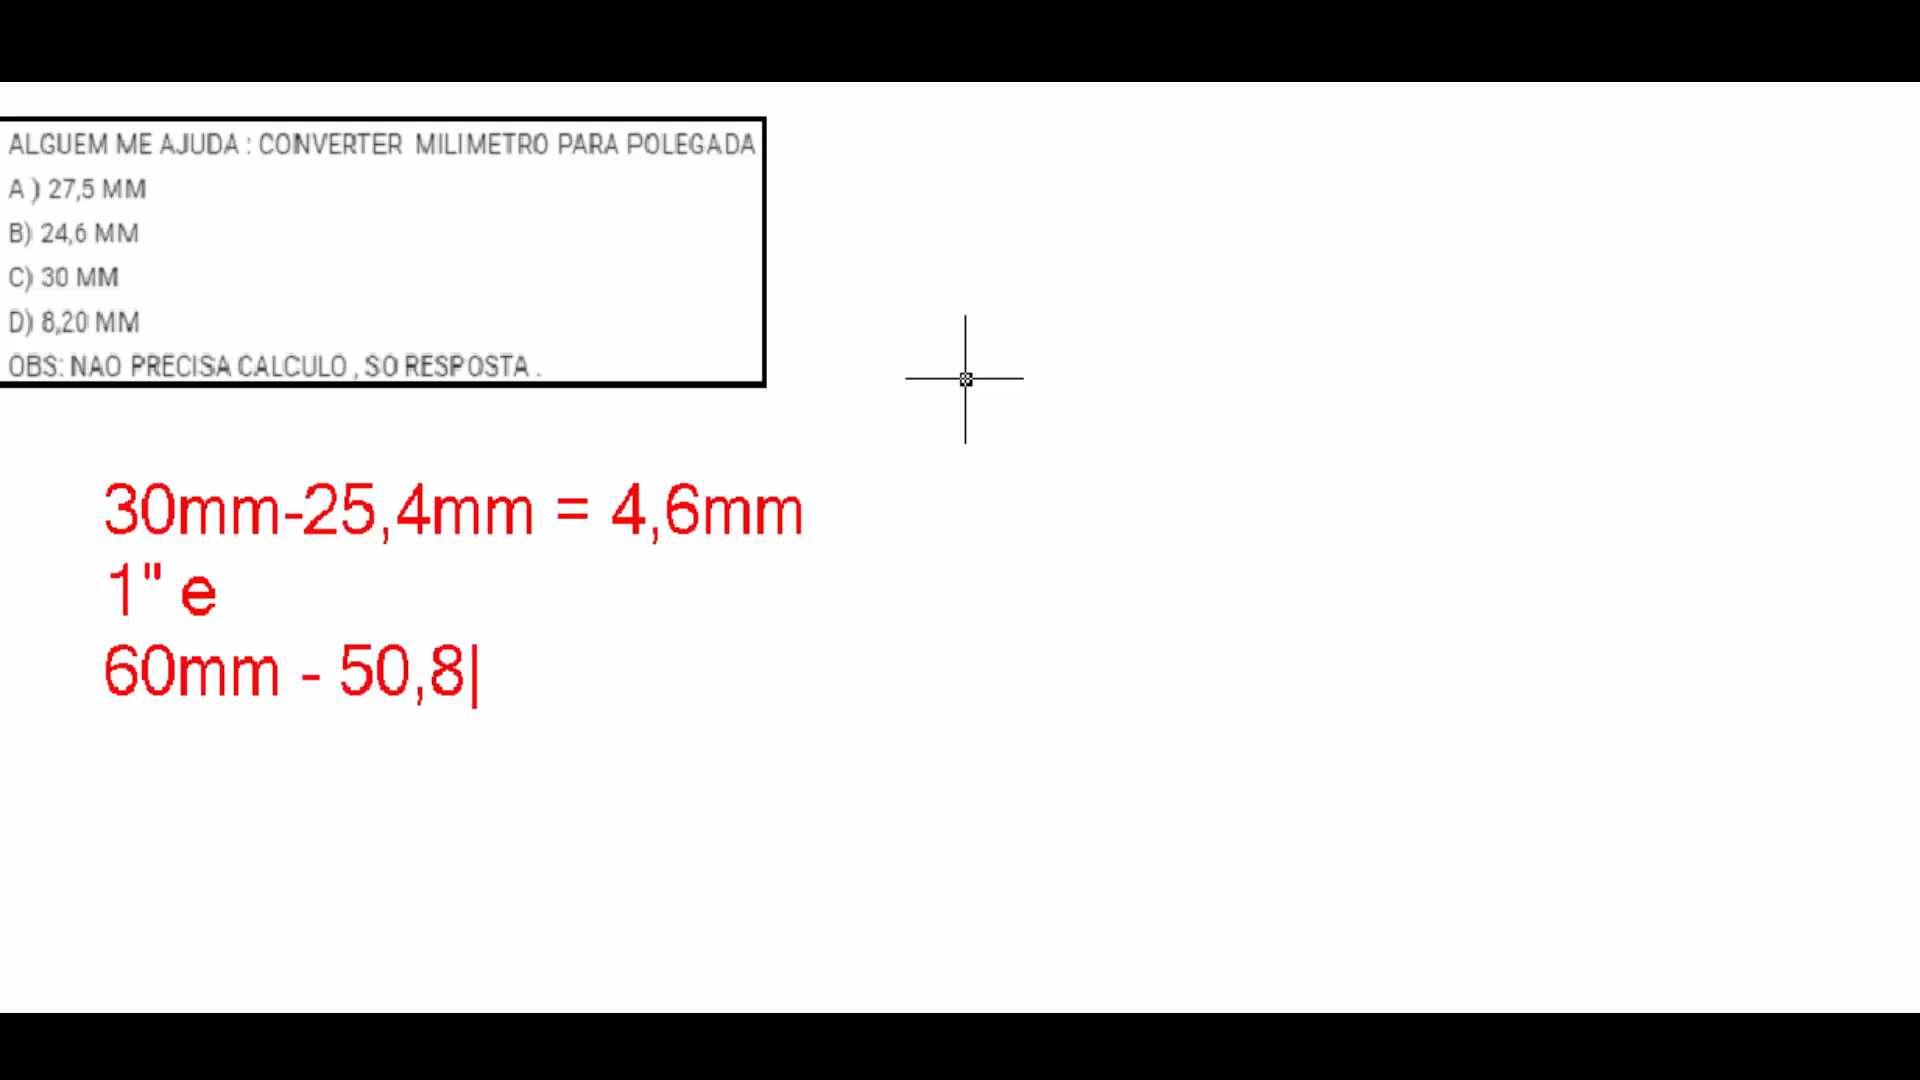 ALGUEM ME AJUDA : CONVERTER MILIMETRO PARA POLEGADA
A ) 27,5 MM
B) 24,6 MM
C) 30 MM
D) 8,20 MM
OBS: NAO PRECISA CALCULO , SO RESPOSTA .
30mm-25,4mm = 4,6mm
1" e
60mm - 50,8